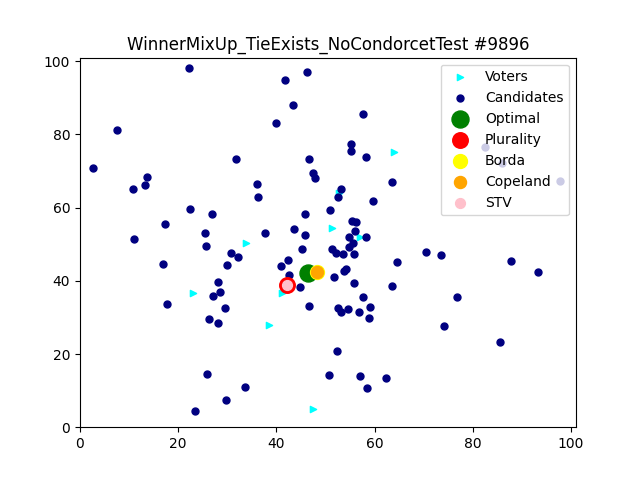 WinnerMixUp_TieExists_NoCondorcetTest #9896
Voters
Candidates
Optimal
Plurality
Borda
Copeland
STV
100
80
60
40
20
0
0 20 40 60 80 100